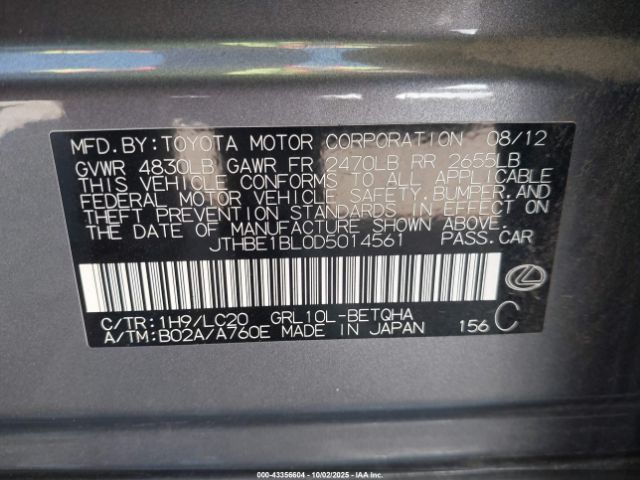 MFD.BY:TOYOTA MOTOR CORPORATION 08/12
GVWR 4830LB GAWR FR 2470LB RR 2655LB
THIS VEHICLE CONFORMS TO ALL APPLICABLE
FEDERAL MOTOR VEHICLE SAFETY, BUMPER, AND
THEFT PREVENTION STANDARDS IN EFFECT ON
THE DATE OF MANUFACTURE SHOWN ABOVE.
JTHBE1BL0D5014561 PASS.CAR
C/TR:1H9/LC20 GRL10L-BETQHA
A/TM:B02A/A760E MADE IN JAPAN 156 C
© 43356604 - 10/02/2025 - IAAI.COM